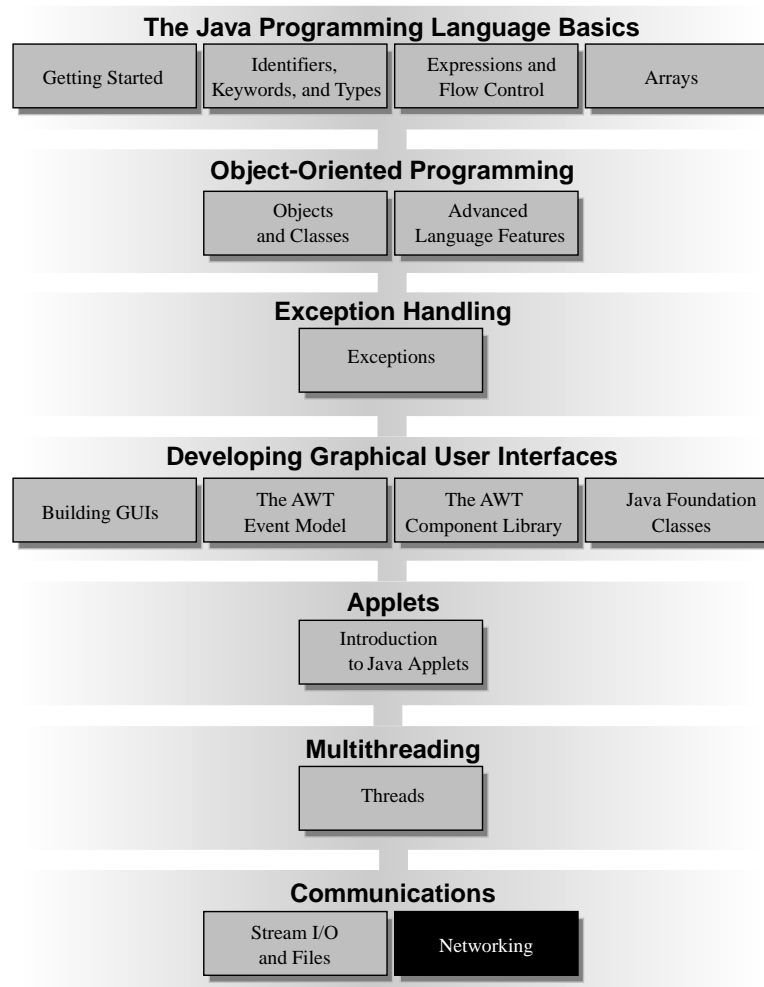 The Java Programming Language Basics
Getting Started
Identifiers,
Keywords, and Types
Expressions and
Flow Control
Arrays
Object-Oriented Programming
Objects
and Classes
Advanced
Language Features
Exception Handling
Exceptions
Developing Graphical User Interfaces
Building GUIs
The AWT
Event Model
The AWT
Component Library
Java Foundation
Classes
Applets
Introduction
to Java Applets
Multithreading
Threads
Communications
Stream I/O
and Files
Networking